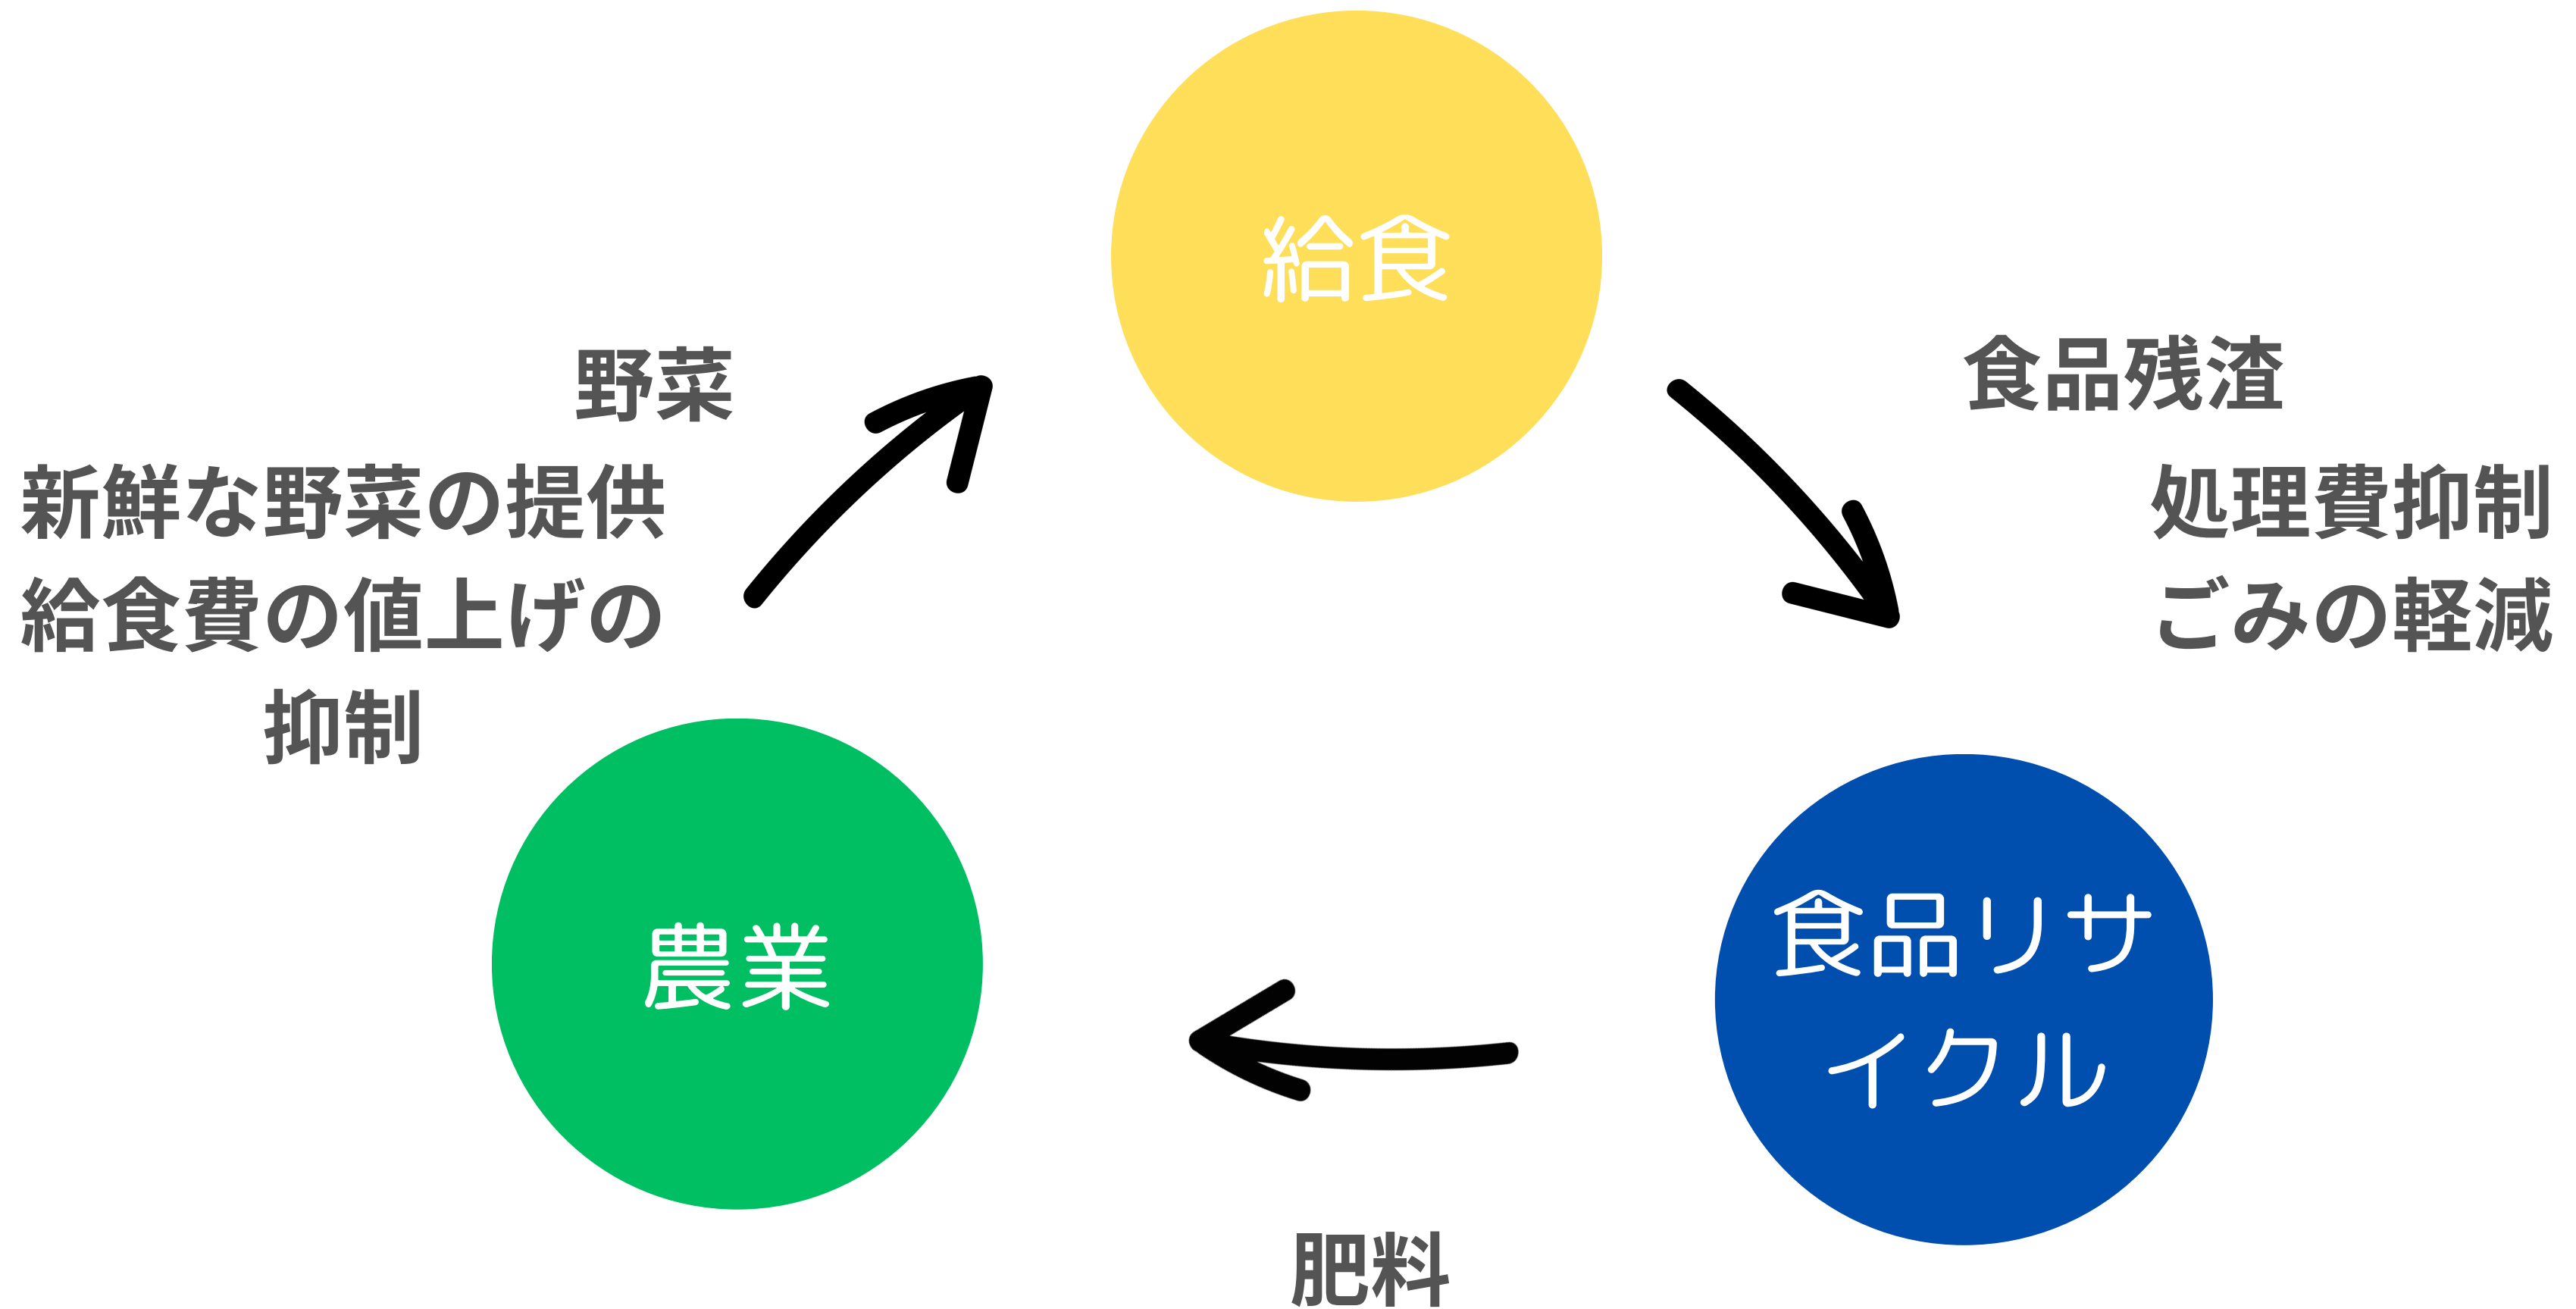 給食
野菜
新鮮な野菜の提供
給食費の値上げの
抑制
食品残渣
処理費抑制
ごみの軽減
農業
食品リサ
イクル
肥料